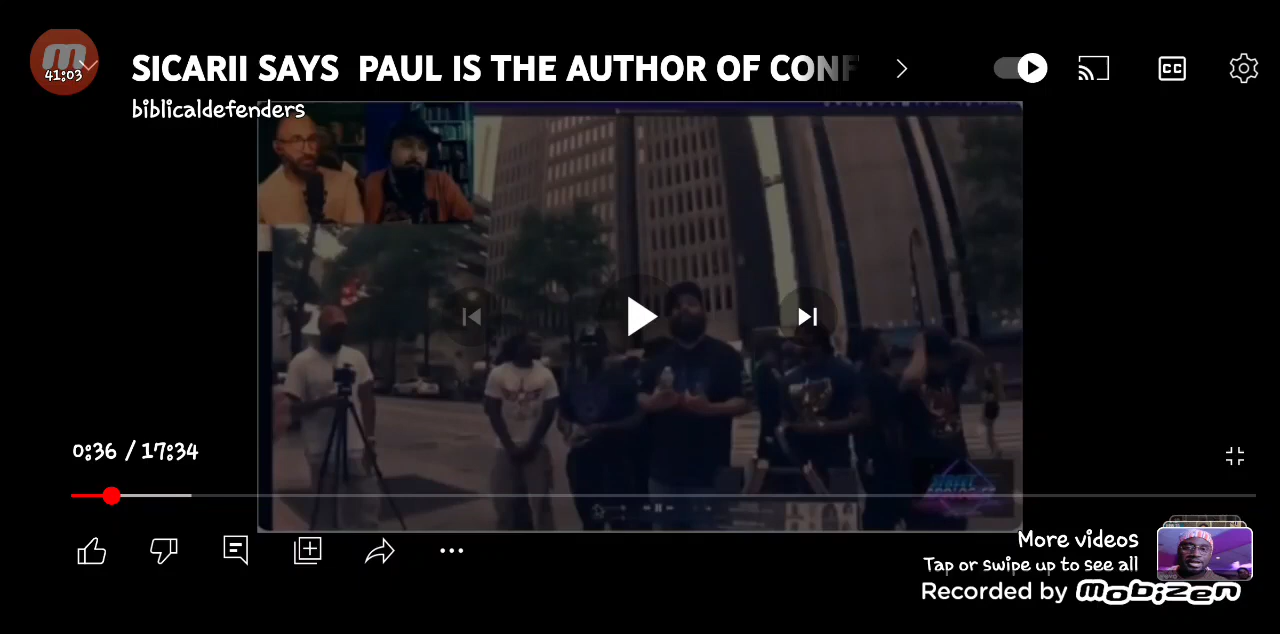 41:03
SICARII SAYS PAUL IS THE AUTHOR OF CONF
biblicaldefenders
CC
0:36 / 17:34
More videos
Tap or swipe up to see all
Recorded by mobizen